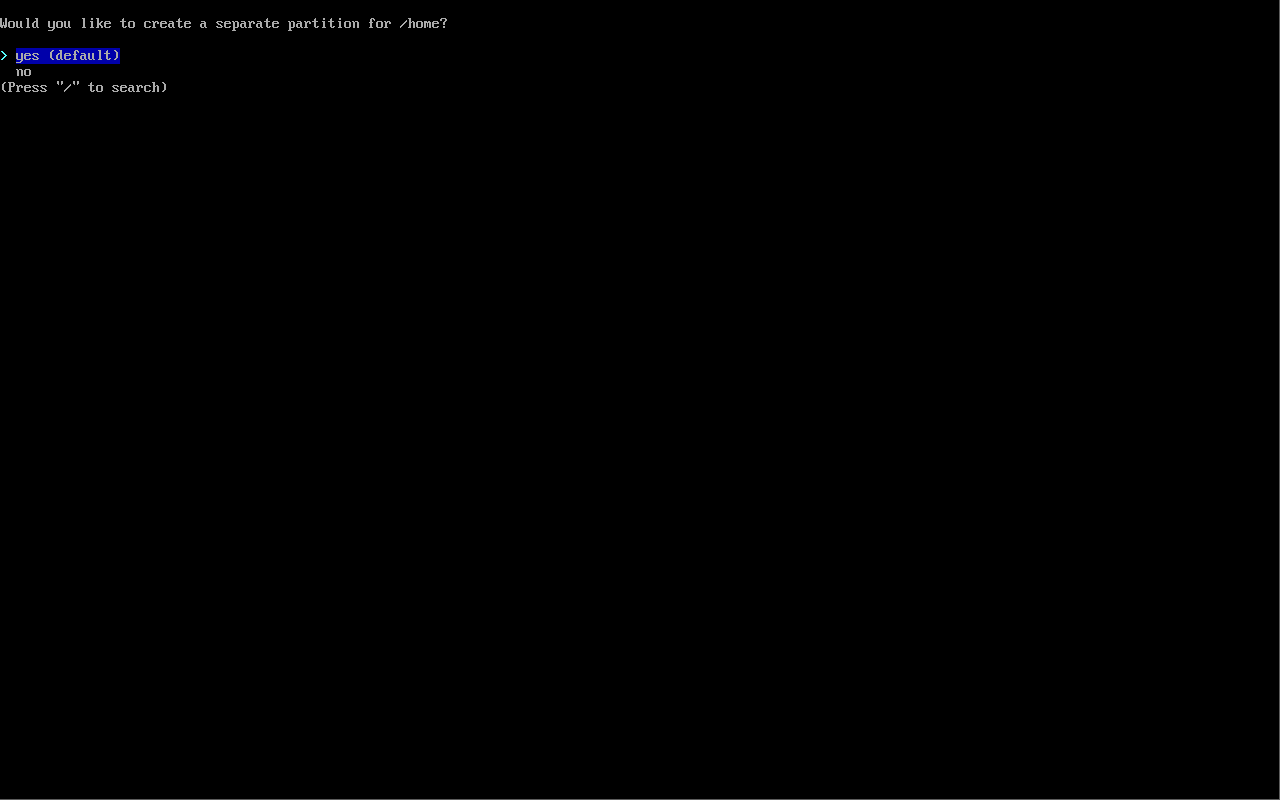 Would you like to create a separate partition for /home?
> yes (default)
no
(Press "/" to search)